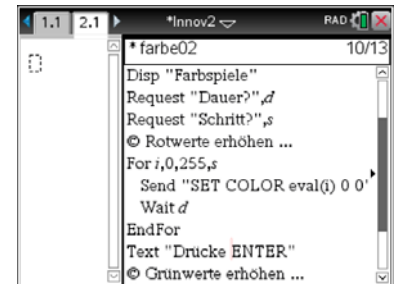 1.1 2.1 *Innov2 RAD
* farbe02 10/13
Disp "Farbspiele"
Request "Dauer?",d
Request "Schritt?",s
© Rotwerte erhöhen ...
For i,0,255,s
Send "SET COLOR eval(i) 0 0"
Wait d
EndFor
Text "Drücke ENTER"
© Grünwerte erhöhen ...